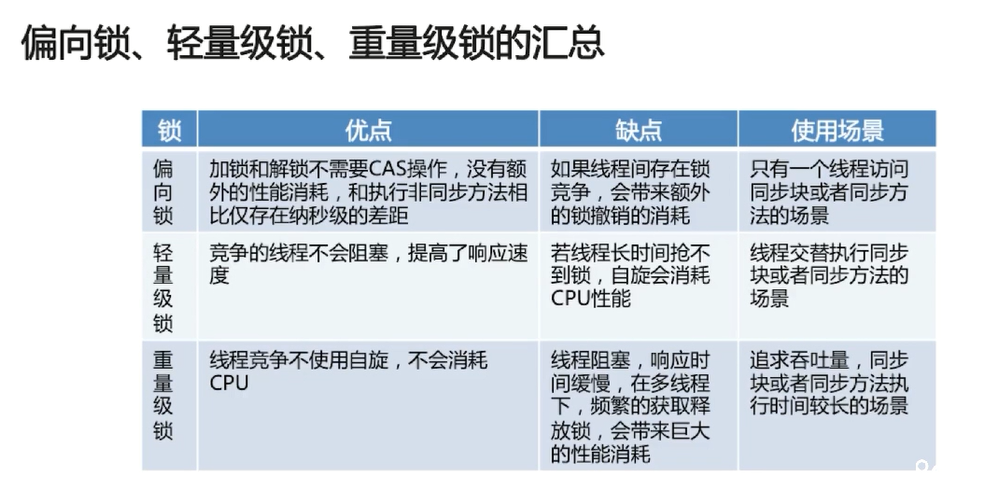 偏向锁、轻量级锁、重量级锁的汇总
锁 优点 缺点 使用场景
偏向锁
加锁和解锁不需要CAS操作，没有额
外的性能消耗，和执行非同步方法相
比仅存在纳秒级的差距
如果线程间存在锁
竞争，会带来额外
的锁撤销的消耗
只有一个线程访问
同步块或者同步方
法的场景
轻量级锁
竞争的线程不会阻塞，提高了响应速
度
若线程长时间抢不
到锁，自旋会消耗
CPU性能
线程交替执行同步
块或者同步方法的
场景
重量级锁
线程竞争不使用自旋，不会消耗
CPU
线程阻塞，响应时
间缓慢，在多线程
下，频繁的获取释
放锁，会带来巨大
的性能消耗
追求吞吐量，同步
块或者同步方法执
行时间较长的场景